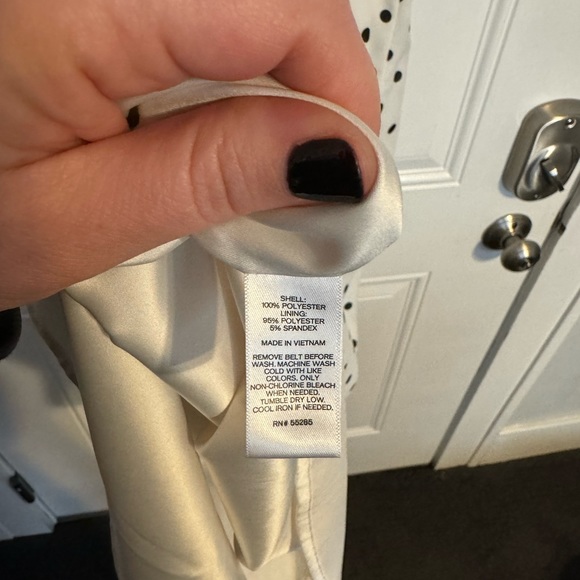 SHELL:
100% POLYESTER
LINING:
95% POLYESTER
5% SPANDEX
MADE IN VIETNAM
REMOVE BELT BEFORE
WASH. MACHINE WASH
COLD WITH LIKE
COLORS. ONLY
NON-CHLORINE BLEACH
WHEN NEEDED.
TUMBLE DRY LOW.
COOL IRON IF NEEDED.
RN# 55285